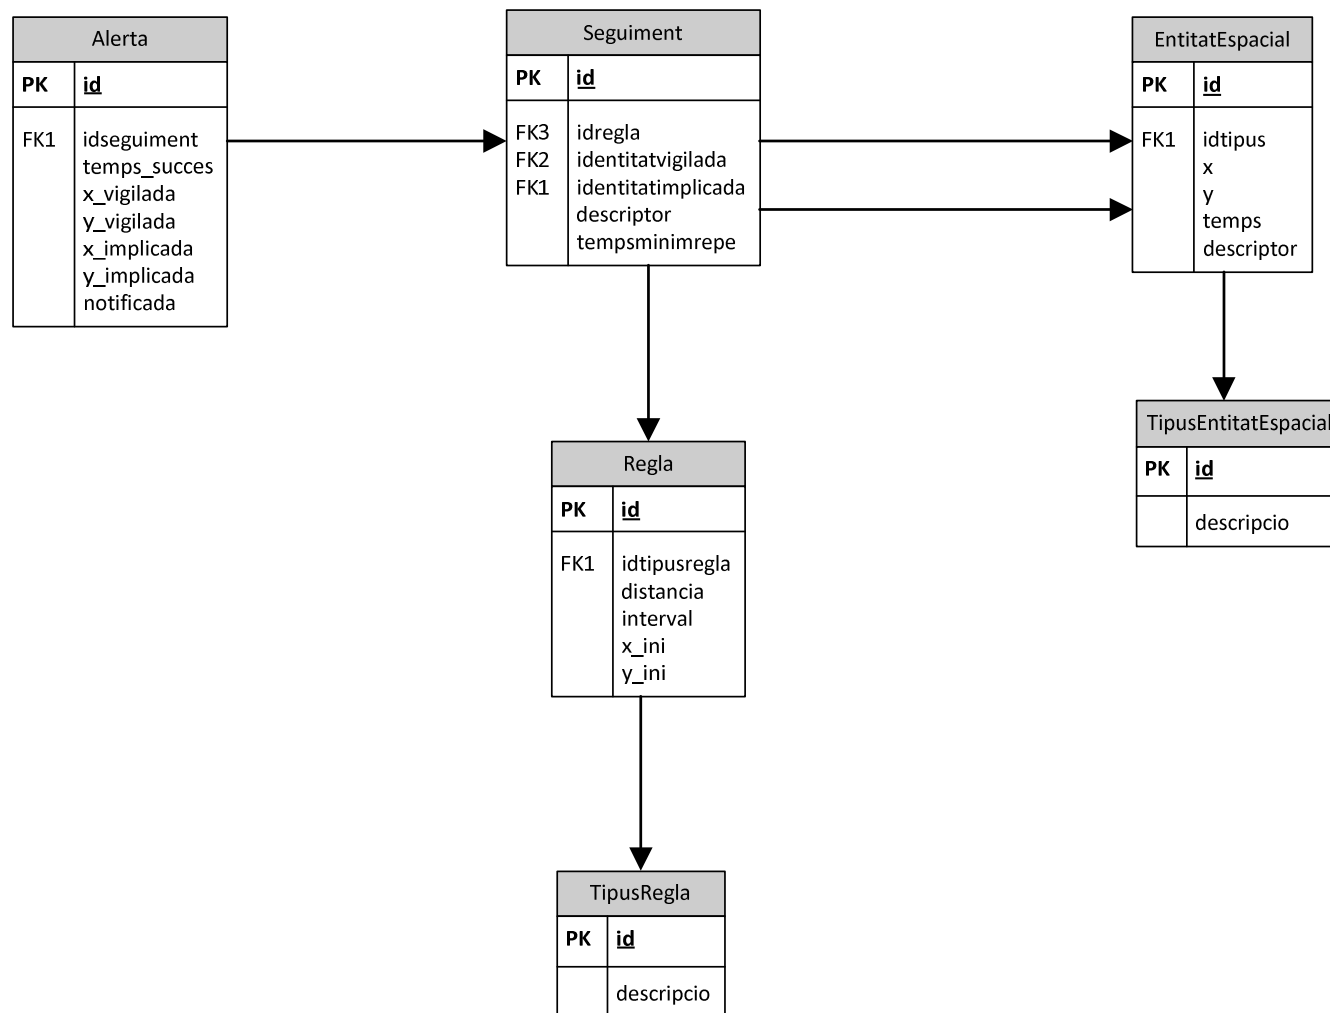 Alerta
PK id
FK1 idseguiment
temps_succes
x_vigilada
y_vigilada
x_implicada
y_implicada
notificada
Seguiment
PK id
FK3 idregla
FK2 identitatvigilada
FK1 identitatimplicada
descriptor
tempsminimrepe
EntitatEspacial
PK id
FK1 idtipus
x
y
temps
descriptor
TipusEntitatEspacial
PK id
descripcio
Regla
PK id
FK1 idtipusregla
distancia
interval
x_ini
y_ini
TipusRegla
PK id
descripcio